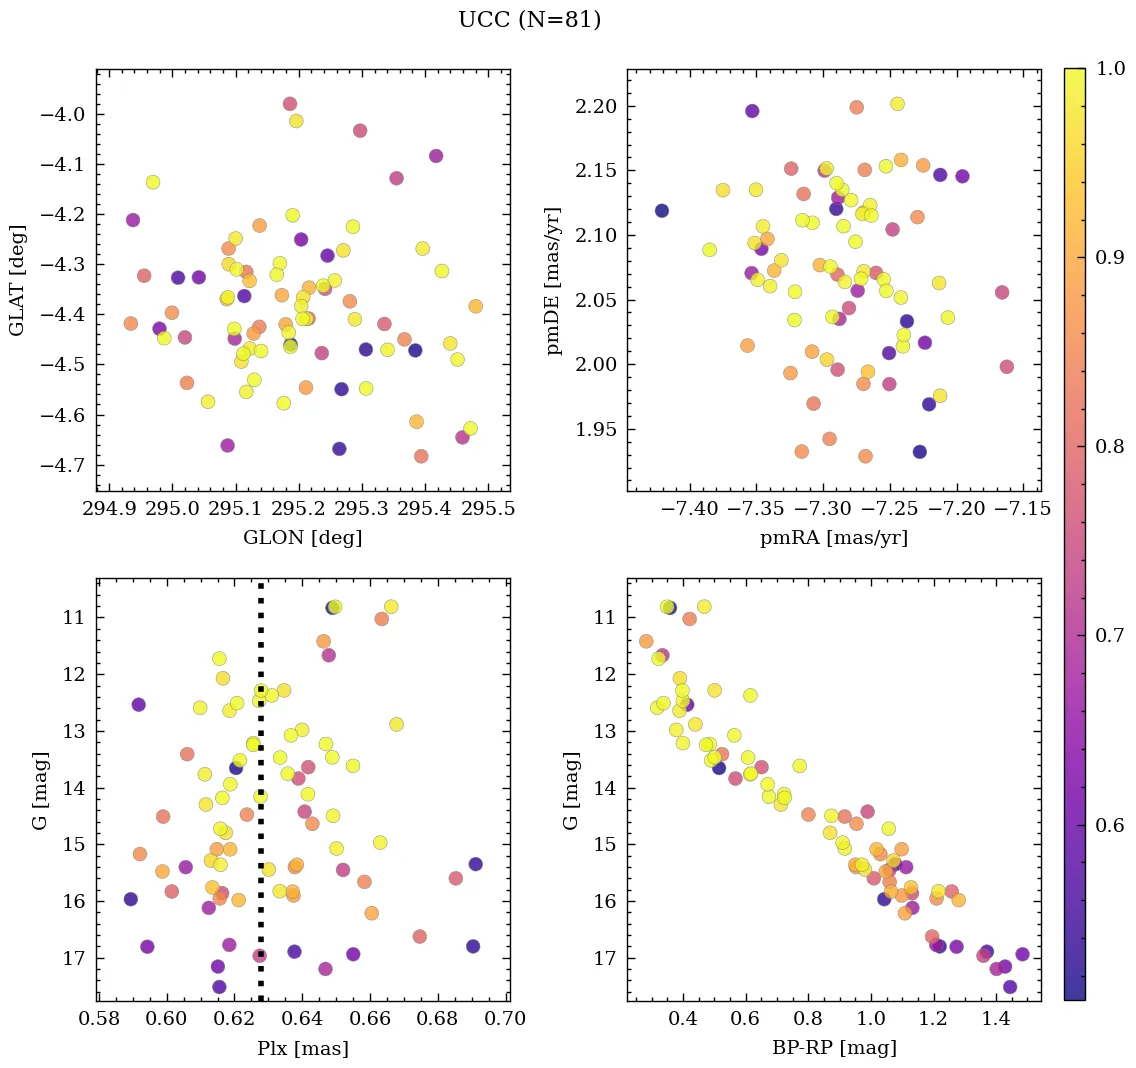 UCC (N=81)
−4.0
−4.1
−4.2
−4.3
−4.4
−4.5
−4.6
−4.7
GLAT [deg]
294.9 295.0 295.1 295.2 295.3 295.4 295.5
GLON [deg]
2.20
2.15
2.10
2.05
2.00
1.95
pmDE [mas/yr]
−7.40 −7.35 −7.30 −7.25 −7.20 −7.15
pmRA [mas/yr]
11
12
13
14
15
16
17
G [mag]
0.58 0.60 0.62 0.64 0.66 0.68 0.70
Plx [mas]
11
12
13
14
15
16
17
G [mag]
0.4 0.6 0.8 1.0 1.2 1.4
BP-RP [mag]
1.0
0.9
0.8
0.7
0.6